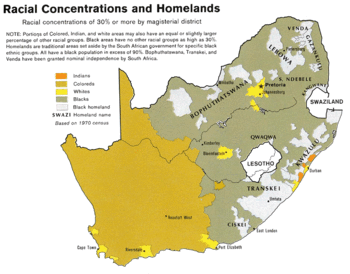 Racial Concentrations and Homelands
Racial concentrations of 30% or more by magisterial district
NOTE: Portions of Colored, Indian, and white areas may also have an equal or slightly larger
percentage of other racial groups. Black areas have no other racial groups as high as 30%.
Homelands are traditional areas set aside by the South African government for specific black
ethnic groups. All have a black population in excess of 90%. Bophuthatswana, Transkei, and
Venda have been granted nominal independence by South Africa.
Indians
Coloreds
Whites
Blacks
Black homeland
SWAZI Homeland name
Based on 1970 census
VENDA
GAZANKULU
LEBOWA
Pietersburg
S. NDEBELE
Pretoria
Johannesburg
BOPHUTHATSWANA
SWAZILAND
QWAQWA
KWAZULU
Kimberley
Bloemfontein
LESOTHO
Durban
TRANSKEI
Umtata
CISKEI
East London
Port Elizabeth
Beaufort West
Cape Town